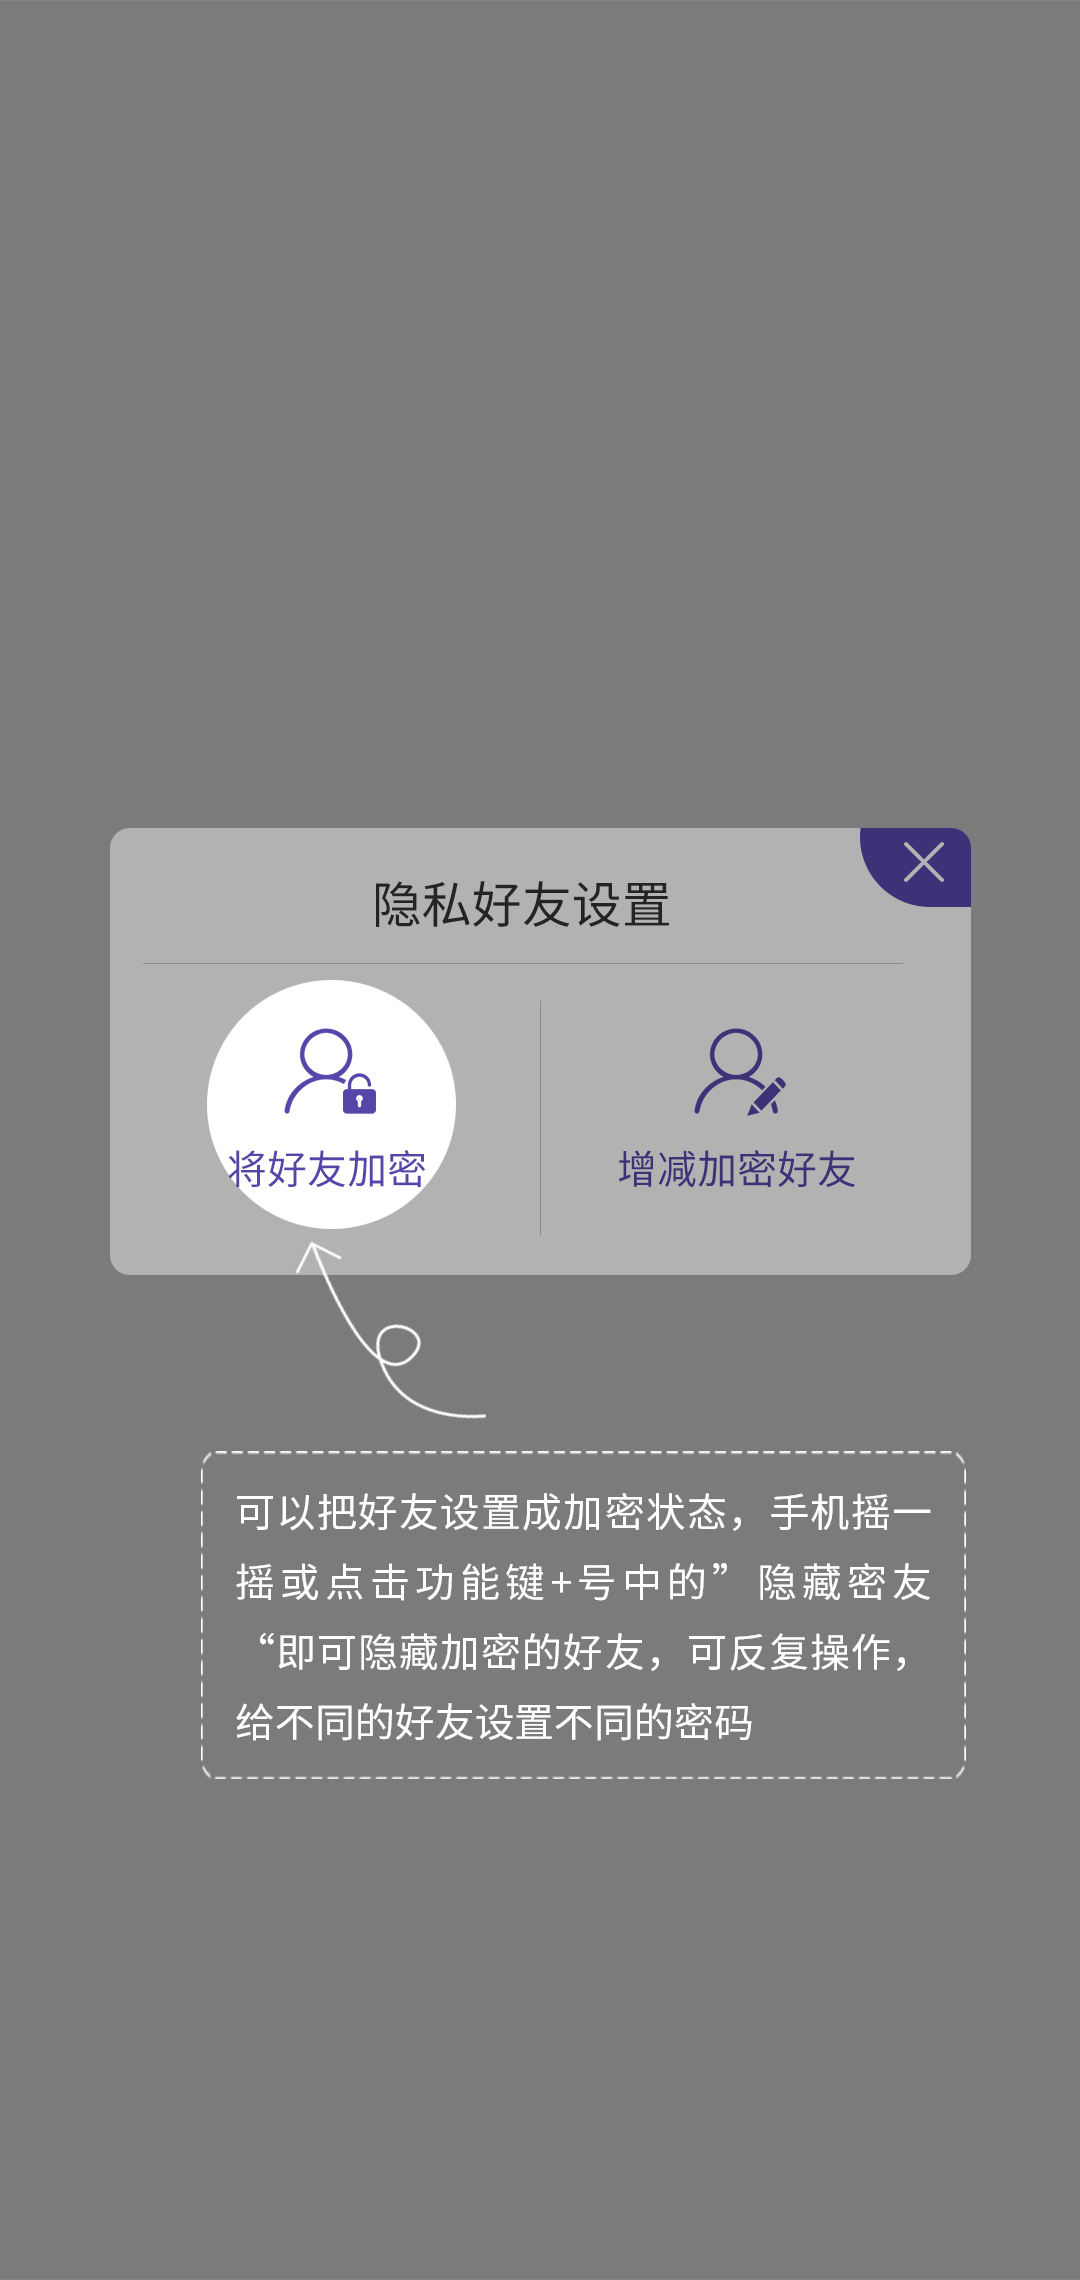 隐私好友设置
将好友加密
增减加密好友
可以把好友设置成加密状态，手机摇一
摇或点击功能键+号中的”隐藏密友
“即可隐藏加密的好友，可反复操作，
给不同的好友设置不同的密码